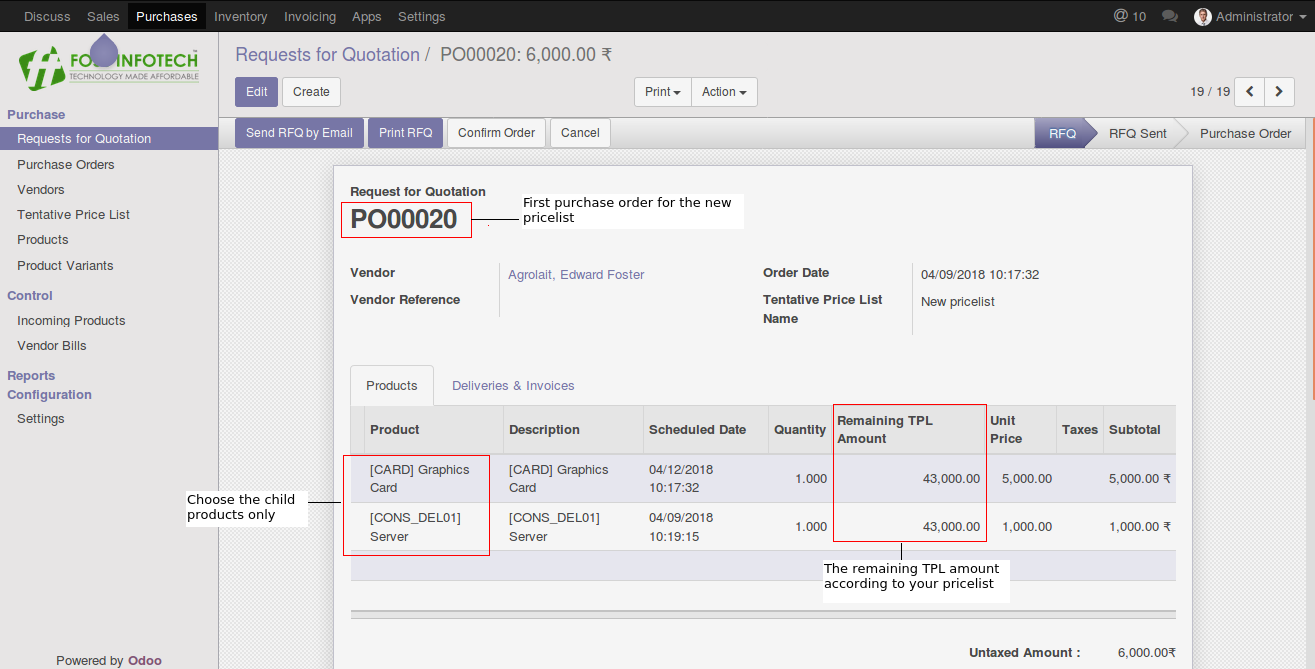 Discuss Sales Purchases Inventory Invoicing Apps Settings @ 10 Administrator
INFOTECH
TECHNOLOGY MADE AFFORDABLE
Requests for Quotation / PO00020: 6,000.00 ₹
Edit Create Print Action 19 / 19
Purchase
Requests for Quotation
Purchase Orders
Vendors
Tentative Price List
Products
Product Variants
Control
Incoming Products
Vendor Bills
Reports
Configuration
Settings
Powered by Odoo
Send RFQ by Email Print RFQ Confirm Order Cancel RFQ RFQ Sent Purchase Order
Request for Quotation
PO00020
First purchase order for the new
pricelist
Vendor Agrolait, Edward Foster
Vendor Reference
Order Date 04/09/2018 10:17:32
Tentative Price List
Name
New pricelist
Products Deliveries & Invoices
Product Description Scheduled Date Quantity Remaining TPL
Amount Unit
Price Taxes Subtotal
[CARD] Graphics
Card [CARD] Graphics
Card 04/12/2018
10:17:32 1.000 43,000.00 5,000.00 5,000.00 ₹
[CONS_DEL01]
Server [CONS_DEL01]
Server 04/09/2018
10:19:15 1.000 43,000.00 1,000.00 1,000.00 ₹
Choose the child
products only
The remaining TPL amount
according to your pricelist
Untaxed Amount : 6,000.00₹